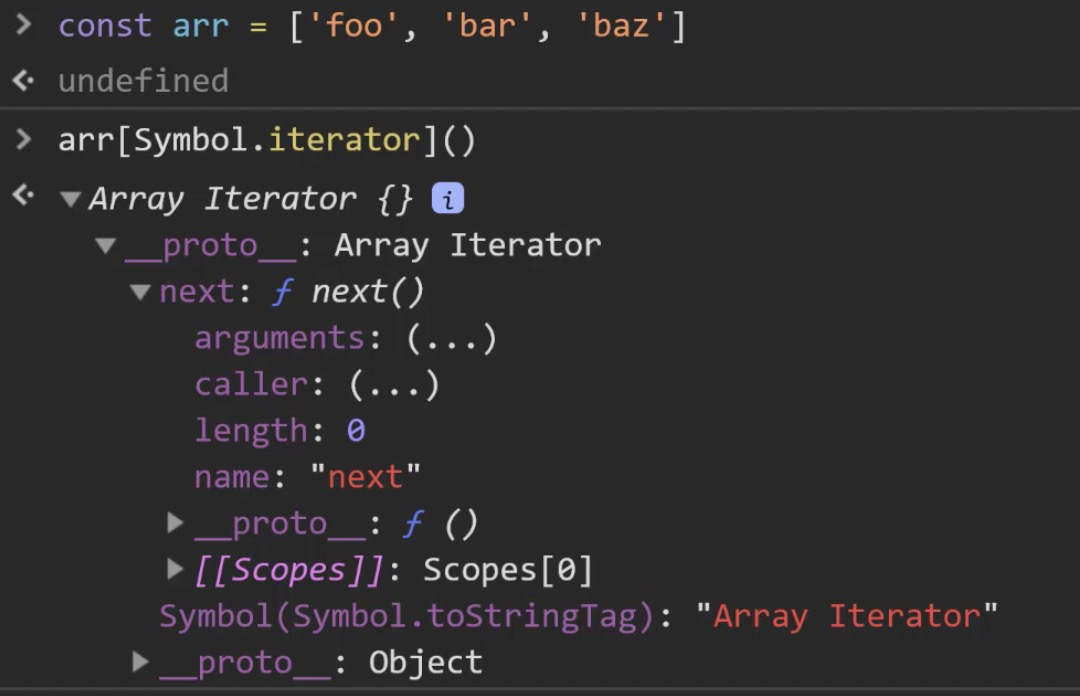 > const arr = ['foo', 'bar', 'baz']
undefined
> arr[Symbol.iterator]()
Array Iterator {} i
__proto__: Array Iterator
next: ƒ next()
arguments: (...)
caller: (...)
length: 0
name: "next"
__proto__: ƒ ()
[[Scopes]]: Scopes[0]
Symbol(Symbol.toStringTag): "Array Iterator"
__proto__: Object